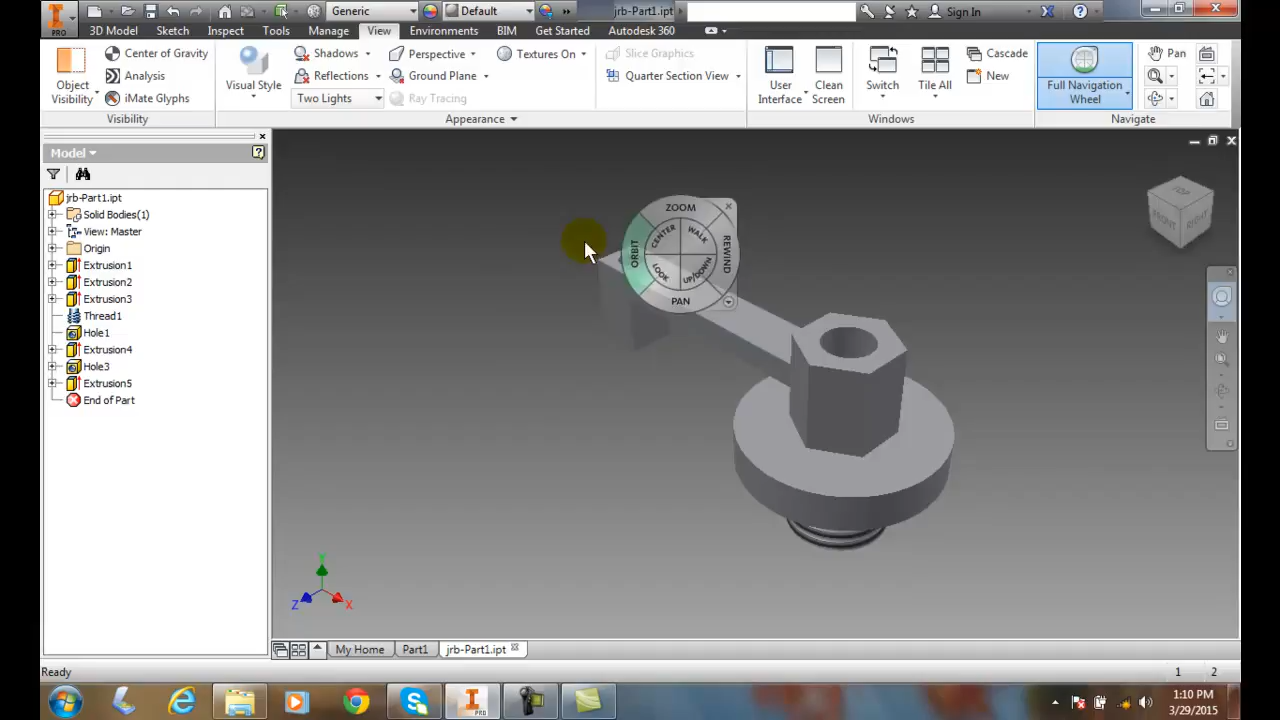 Generic
Default
jrb-Part1.ipt
Sign In
PRO
3D Model
Sketch
Inspect
Tools
Manage
View
Environments
BIM
Get Started
Autodesk 360
Object Visibility
Center of Gravity
Analysis
iMate Glyphs
Visibility
Visual Style
Shadows
Reflections
Two Lights
Perspective
Ground Plane
Ray Tracing
Textures On
Appearance
Slice Graphics
Quarter Section View
User Interface
Clean Screen
Switch
Tile All
Cascade
New
Windows
Full Navigation Wheel
Pan
Navigate
Model
jrb-Part1.ipt
Solid Bodies(1)
View: Master
Origin
Extrusion1
Extrusion2
Extrusion3
Thread1
Hole1
Extrusion4
Hole3
Extrusion5
End of Part
ZOOM
CENTER
WALK
ORBIT
REWIND
LOOK
UP/DOWN
PAN
TOP
FRONT
RIGHT
Y
Z
X
My Home
Part1
jrb-Part1.ipt
Ready
1
2
PRO
1:10 PM
3/29/2015